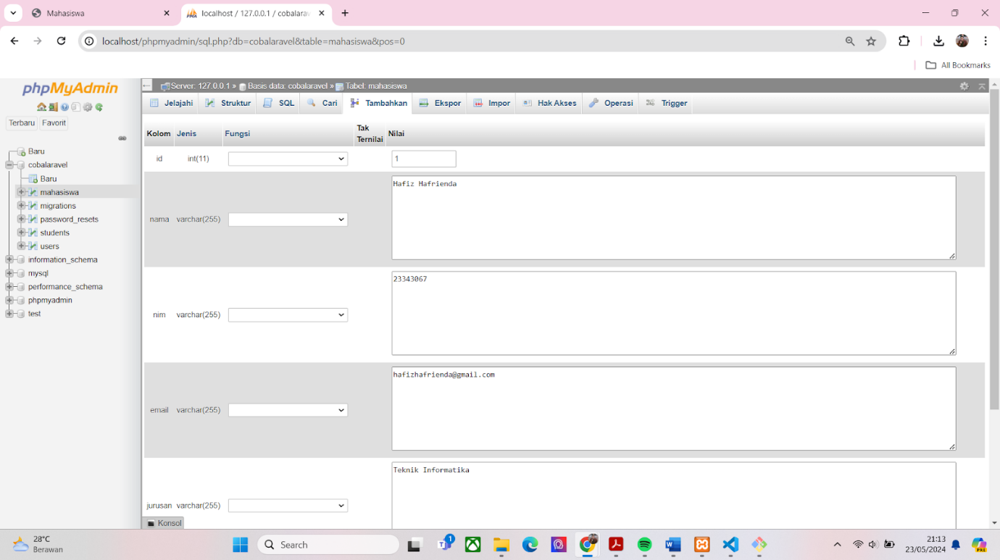 Mahasiswa
localhost / 127.0.0.1 / cobalarav
localhost/phpmyadmin/sql.php?db=cobalaravel&table=mahasiswa&pos=0
All Bookmarks
phpMyAdmin
Terbaru Favorit
Baru
cobalaravel
Baru
mahasiswa
migrations
password_resets
students
users
information_schema
mysql
performance_schema
phpmyadmin
test
Server: 127.0.0.1 » Basis data: cobalaravel » Tabel: mahasiswa
Jelajahi Struktur SQL Cari Tambahkan Ekspor Impor Hak Akses Operasi Trigger
Kolom Jenis Fungsi Tak Ternilai Nilai
id int(11) 1
nama varchar(255) Hafiz Hafrienda
nim varchar(255) 23343067
email varchar(255) hafizhafrienda@gmail.com
jurusan varchar(255) Teknik Informatika
Konsol
28°C
Berawan
Search
1
21:13
23/05/2024
PRE